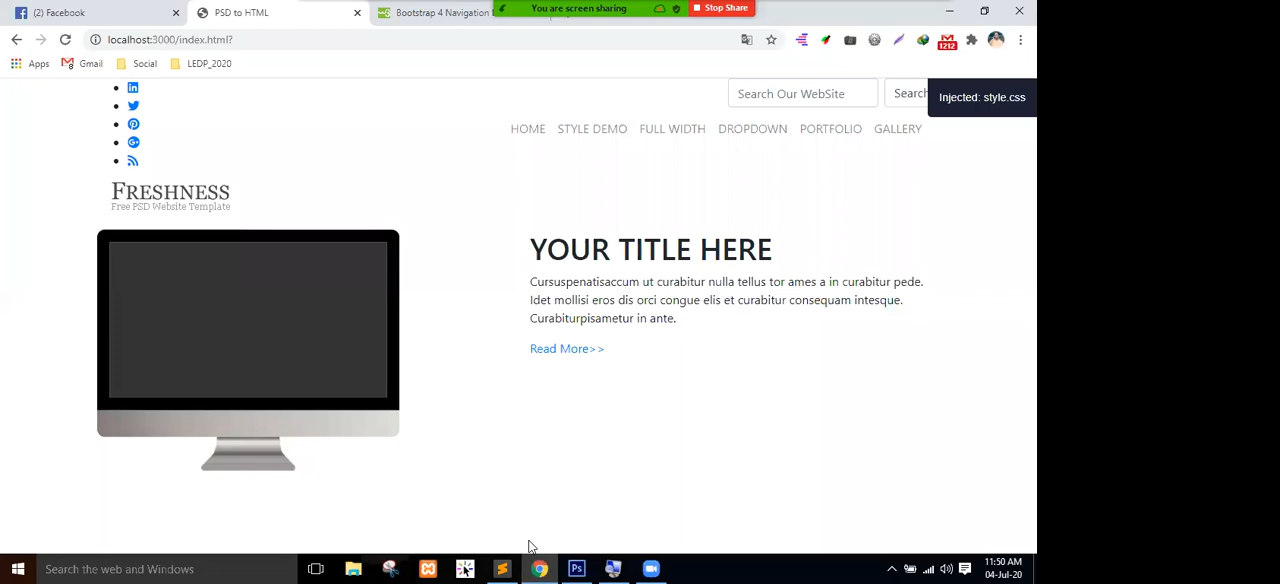 (2) Facebook
PSD to HTML
Bootstrap 4 Navigation
You are screen sharing
Stop Share
localhost:3000/index.html?
1212
Apps
Gmail
Social
LEDP_2020
Search Our WebSite
Search
Injected: style.css
HOME STYLE DEMO FULL WIDTH DROPDOWN PORTFOLIO GALLERY
FRESHNESS
Free PSD Website Template
YOUR TITLE HERE
Cursuspenatisaccum ut curabitur nulla tellus tor ames a in curabitur pede.
Idet mollisi eros dis orci congue elis et curabitur consequam intesque.
Curabiturpisametur in ante.
Read More>>
Search the web and Windows
Ps
11:50 AM
04-Jul-20